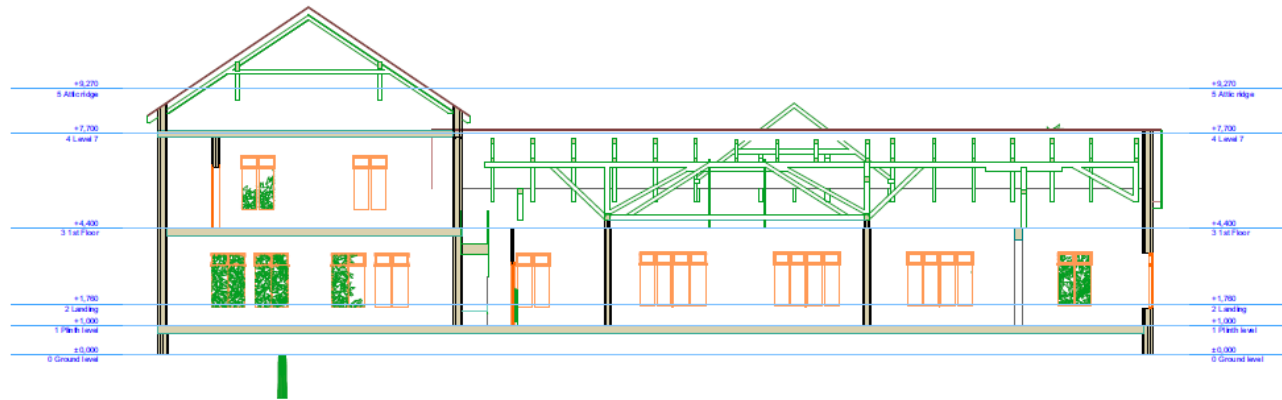 +9,270
5 Attic ridge
+9,270
5 Attic ridge
+7,700
4 Level 7
+7,700
4 Level 7
+4,400
3 1st Floor
+4,400
3 1st Floor
+1,760
2 Landing
+1,760
2 Landing
+1,000
1 Plinth level
+1,000
1 Plinth level
±0,000
0 Ground level
±0,000
0 Ground level